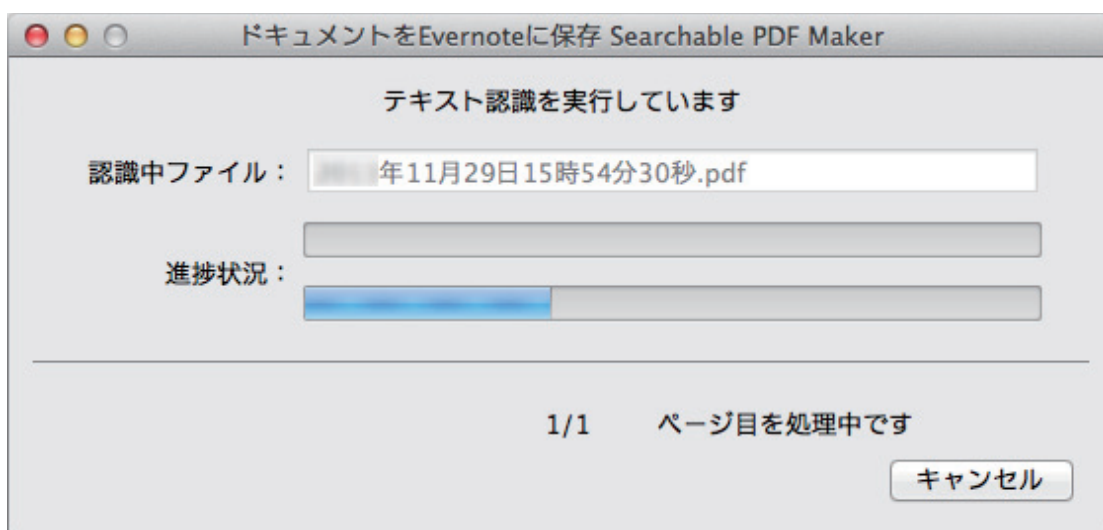 ドキュメントをEvernoteに保存 Searchable PDF Maker
テキスト認識を実行しています
認識中ファイル： 年11月29日15時54分30秒.pdf
進捗状況：
1/1 ページ目を処理中です
キャンセル